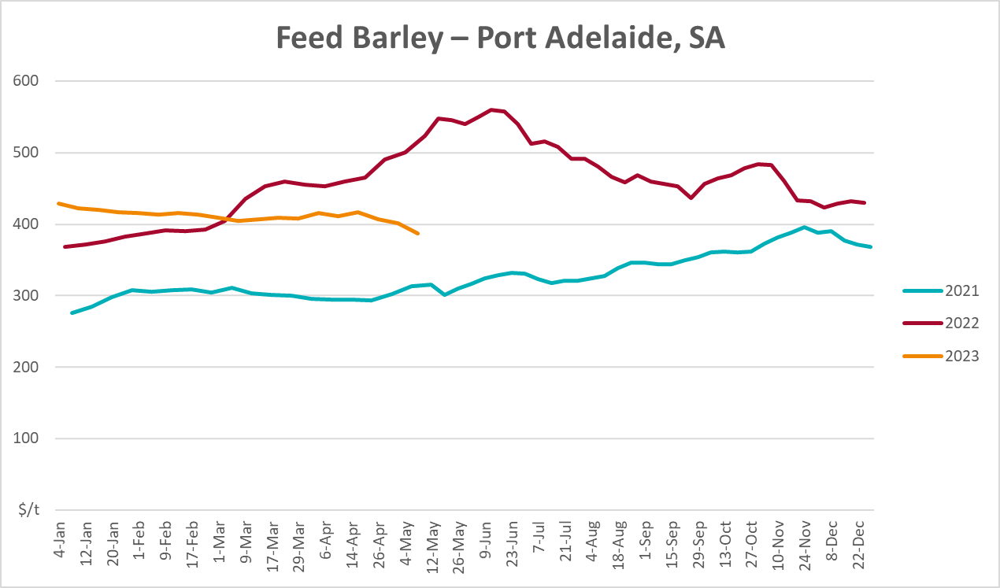 Feed Barley – Port Adelaide, SA
600
500
400
300
200
100
$/t
4-Jan
12-Jan
20-Jan
1-Feb
9-Feb
17-Feb
1-Mar
9-Mar
17-Mar
29-Mar
6-Apr
14-Apr
26-Apr
4-May
12-May
26-May
9-Jun
23-Jun
7-Jul
21-Jul
4-Aug
18-Aug
1-Sep
15-Sep
29-Sep
13-Oct
27-Oct
10-Nov
24-Nov
8-Dec
22-Dec
2021
2022
2023